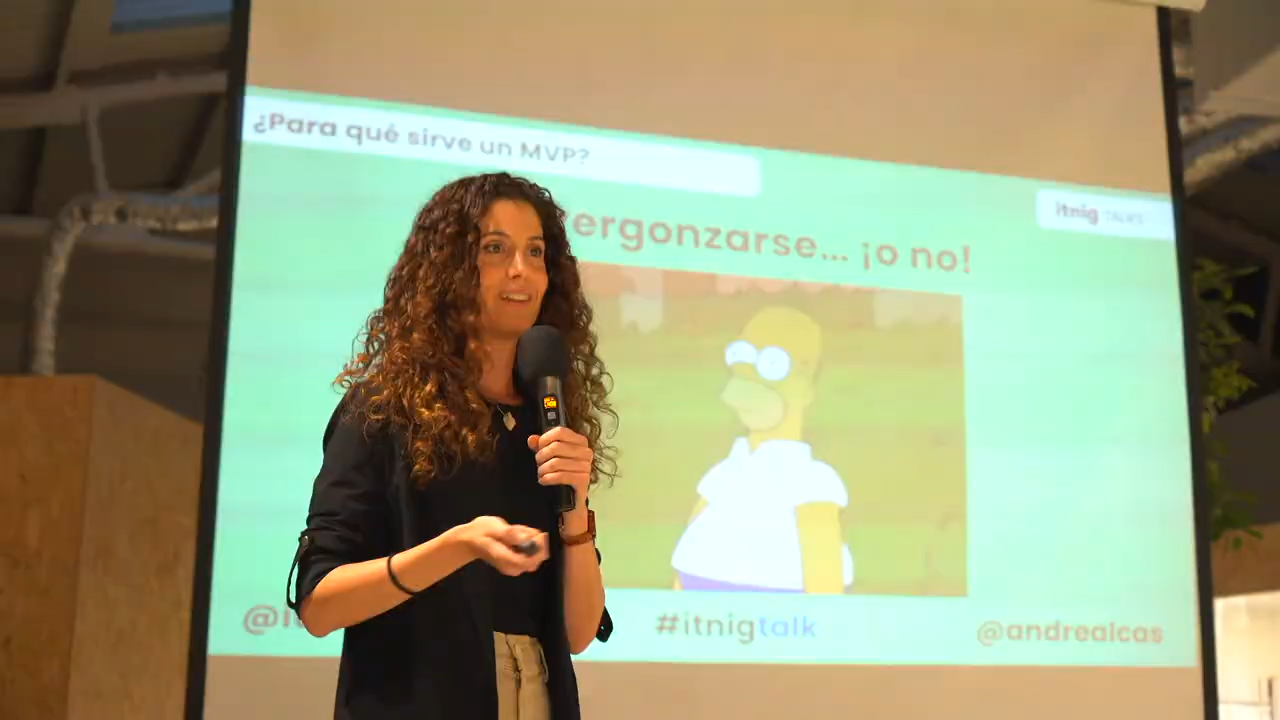 ¿Para qué sirve un MVP?
itnig TALKS
ergonzarse... ¡o no!
#itnigtalk
@andrealcas